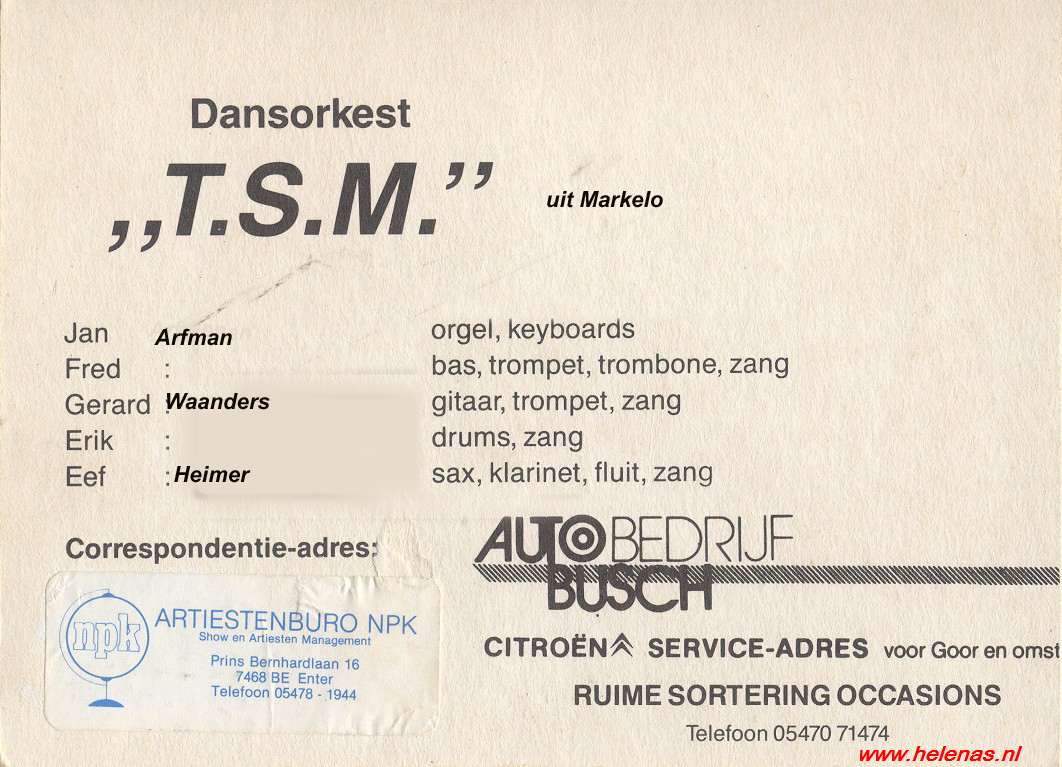 Dansorkest
,,T.S.M.” uit Markelo
Jan Arfman orgel, keyboards
Fred : bas, trompet, trombone, zang
Gerard : Waanders gitaar, trompet, zang
Erik : drums, zang
Eef : Heimer sax, klarinet, fluit, zang
Correspondentie-adres:
npk
ARTIESTENBURO NPK
Show en Artiesten Management
Prins Bernhardlaan 16
7468 BE Enter
Telefoon 05478 - 1944
AUTOBEDRIJF
BUSCH
CITROËN SERVICE-ADRES voor Goor en omst
RUIME SORTERING OCCASIONS
Telefoon 05470 71474
www.helenas.nl